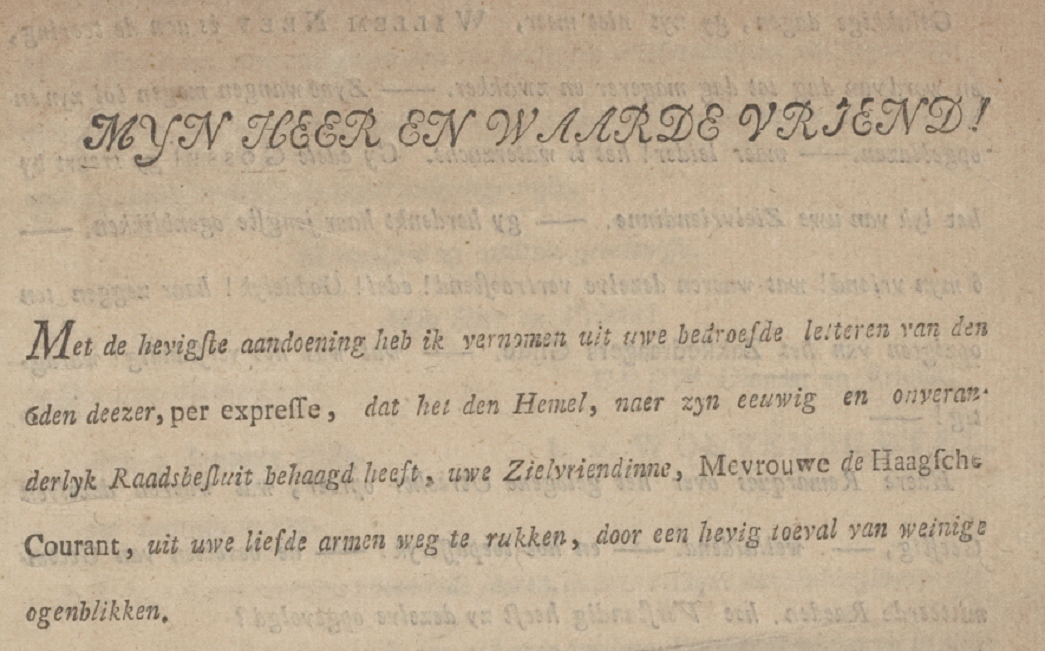 MYN HEER EN WAARDE VRIEND!
Met de hevigſte aandoening heb ik vernomen uit uwe bedroefde letteren van den
6den deezer, per expreſſe, dat het den Hemel, naer zyn eeuwig en onveran-
derlyk Raadsbeſluit behaagd heeft, uwe Zielvriendinne, Mevrouwe de Haagſche
Courant, uit uwe liefde armen weg te rukken, door een hevig toeval van weinige
ogenblikken.